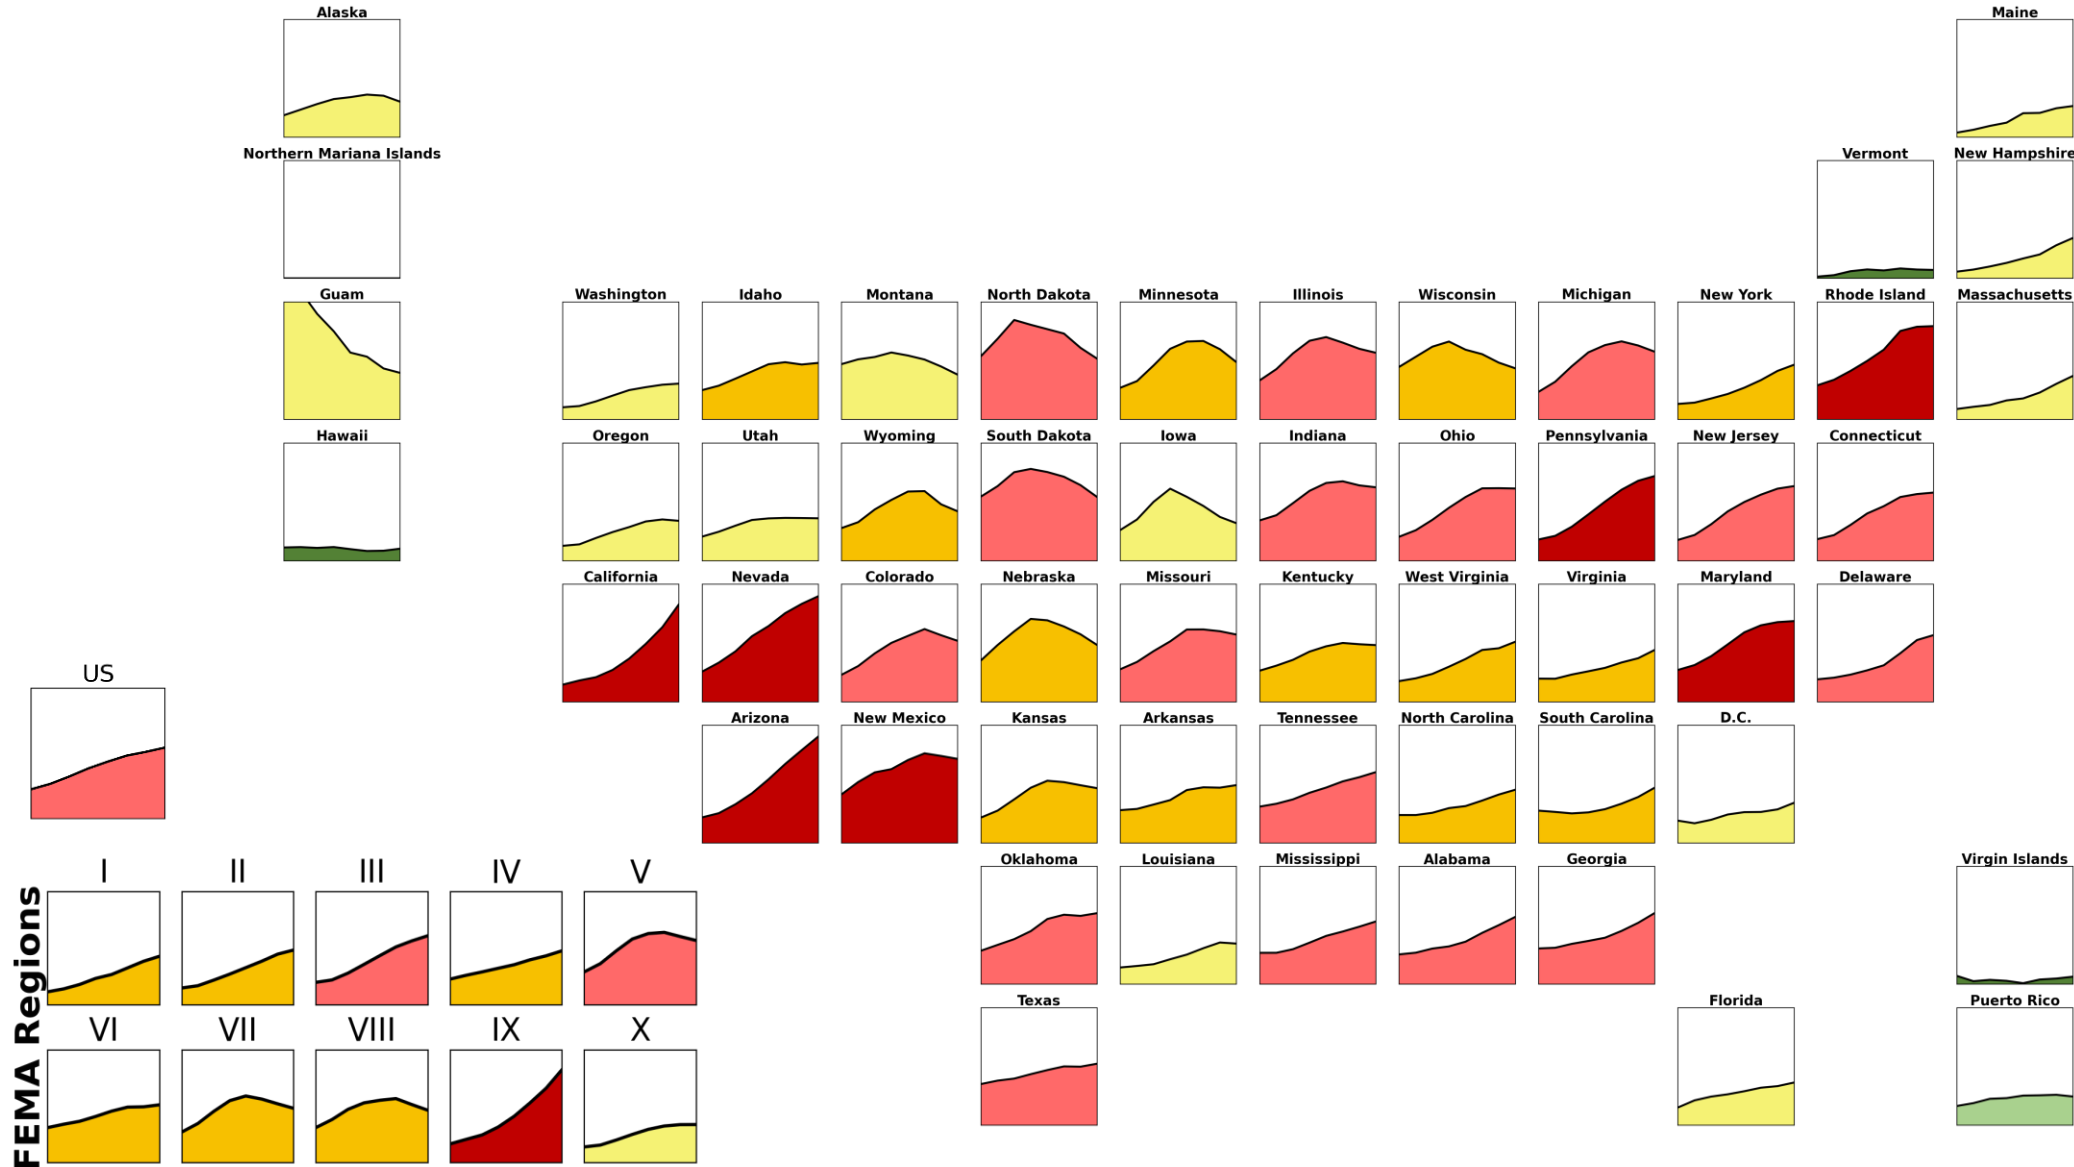 Alaska
Maine
Northern Mariana Islands
Vermont
New Hampshire
Guam
Washington
Idaho
Montana
North Dakota
Minnesota
Illinois
Wisconsin
Michigan
New York
Rhode Island
Massachusetts
Hawaii
Oregon
Utah
Wyoming
South Dakota
Iowa
Indiana
Ohio
Pennsylvania
New Jersey
Connecticut
California
Nevada
Colorado
Nebraska
Missouri
Kentucky
West Virginia
Virginia
Maryland
Delaware
US
Arizona
New Mexico
Kansas
Arkansas
Tennessee
North Carolina
South Carolina
D.C.
Oklahoma
Louisiana
Mississippi
Alabama
Georgia
Virgin Islands
Texas
Florida
Puerto Rico
FEMA Regions
I
II
III
IV
V
VI
VII
VIII
IX
X